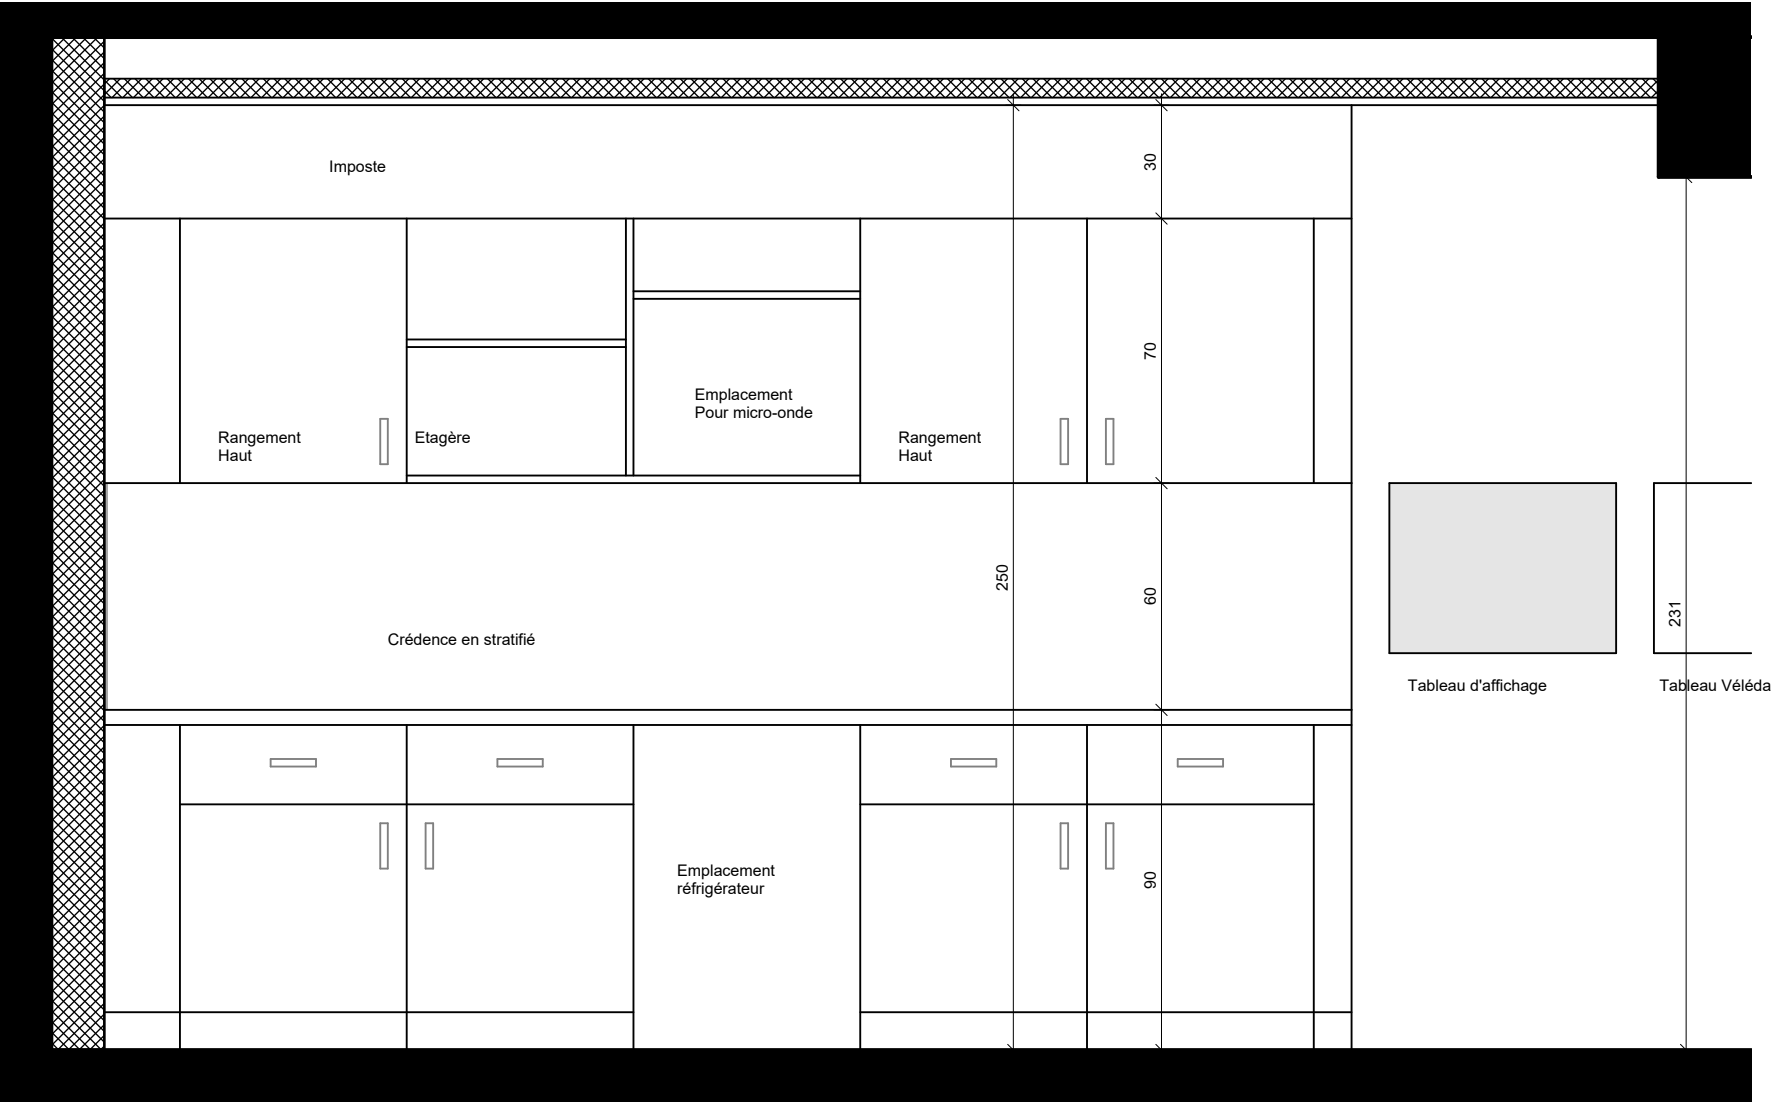 Imposte
30
70
Emplacement
Pour micro-onde
Rangement
Haut
Etagère
Rangement
Haut
250
60
231
Crédence en stratifié
Tableau d'affichage
Tableau Véléda
Emplacement
réfrigérateur
90